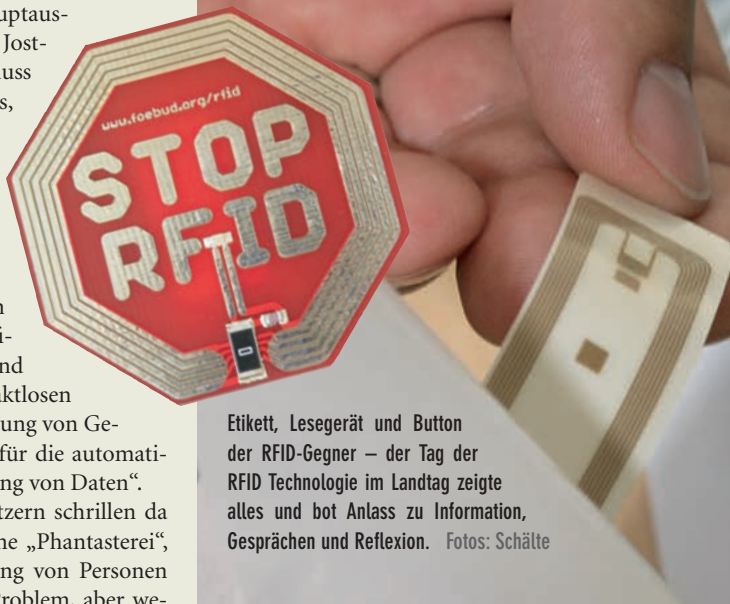 uptaus-
Jost-
uss
s,
n
i-
nd
aktlosen
ung von Ge-
für die automati-
ng von Daten“.
tzern schrillen da
ne „Phantasterei“,
ng von Personen
Problem, aber we-
www.foebud.org/rfid
STOP
RFID
Etikett, Lesegerät und Button
der RFID-Gegner – der Tag der
RFID Technologie im Landtag zeigte
alles und bot Anlass zu Information,
Gesprächen und Reflexion. Fotos: Schälte